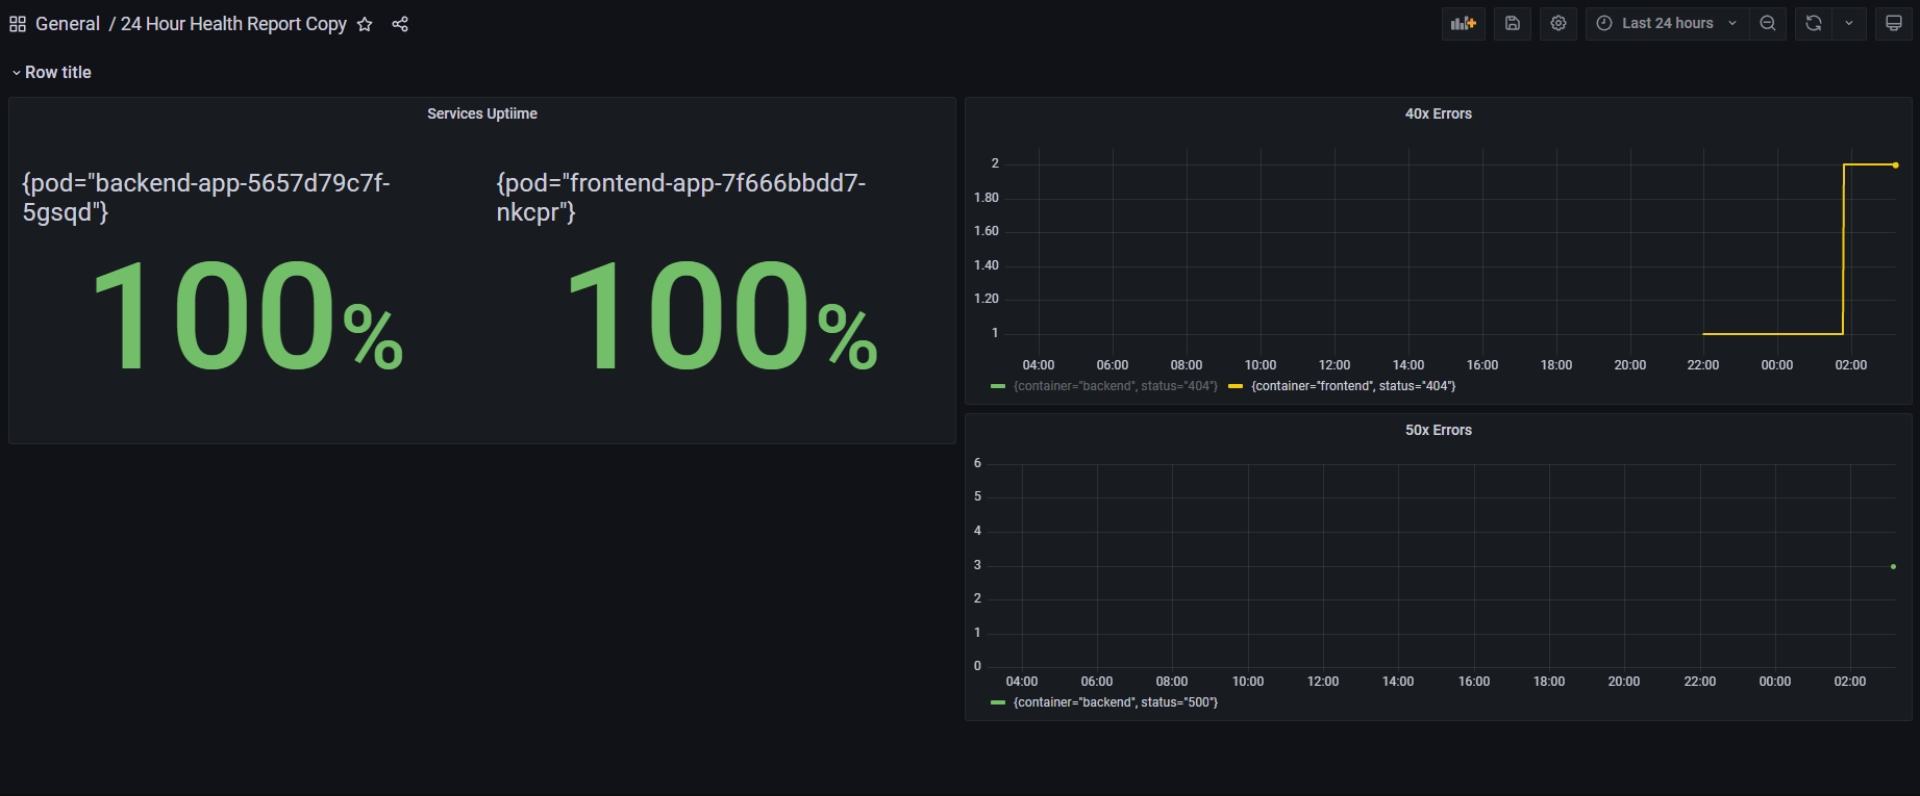 General / 24 Hour Health Report Copy
Last 24 hours
Row title
Services Uptiime
{pod="backend-app-5657d79c7f-
5gsqd"}
100%
{pod="frontend-app-7f666bbdd7-
nkcpr"}
100%
40x Errors
2
1.80
1.60
1.40
1.20
1
04:00 06:00 08:00 10:00 12:00 14:00 16:00 18:00 20:00 22:00 00:00 02:00
{container="backend", status="404"} {container="frontend", status="404"}
50x Errors
6
5
4
3
2
1
0
04:00 06:00 08:00 10:00 12:00 14:00 16:00 18:00 20:00 22:00 00:00 02:00
{container="backend", status="500"}